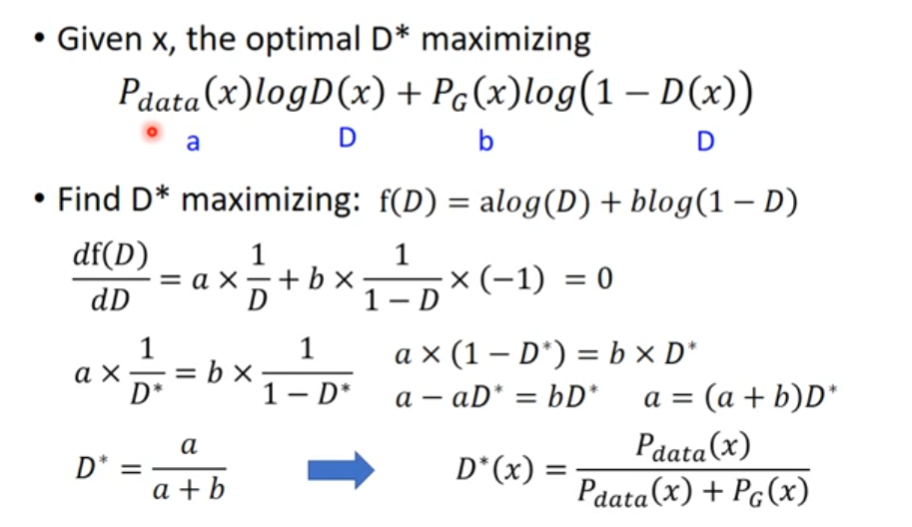 • Given x, the optimal D* maximizing
P_data(x)logD(x) + P_G(x)log(1 − D(x))
a D b D
• Find D* maximizing: f(D) = alog(D) + blog(1 − D)
df(D)/dD = a × 1/D + b × 1/(1 − D) × (−1) = 0
a × 1/D* = b × 1/(1 − D*)
a × (1 − D*) = b × D*
a − aD* = bD* a = (a + b)D*
D* = a/(a + b)
D*(x) = P_data(x)/(P_data(x) + P_G(x))